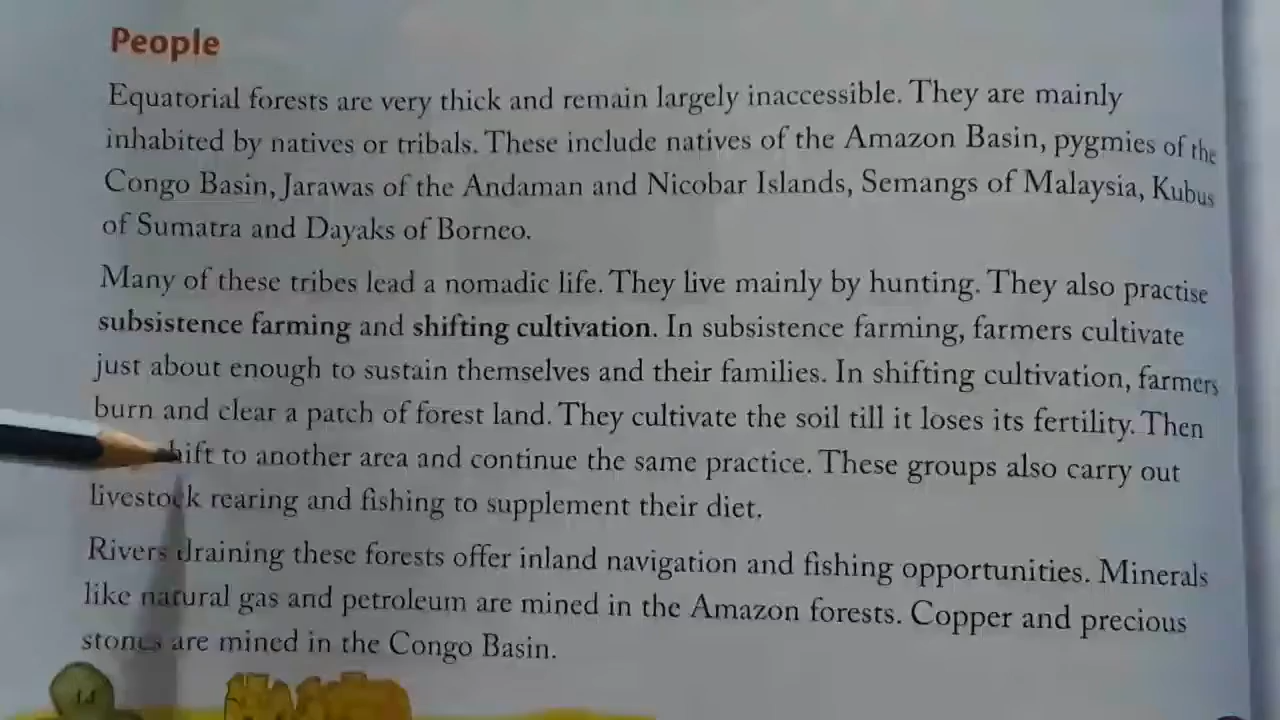 People
Equatorial forests are very thick and remain largely inaccessible. They are mainly
inhabited by natives or tribals. These include natives of the Amazon Basin, pygmies of the
Congo Basin, Jarawas of the Andaman and Nicobar Islands, Semangs of Malaysia, Kubus
of Sumatra and Dayaks of Borneo.
Many of these tribes lead a nomadic life. They live mainly by hunting. They also practise
subsistence farming and shifting cultivation. In subsistence farming, farmers cultivate
just about enough to sustain themselves and their families. In shifting cultivation, farmers
burn and clear a patch of forest land. They cultivate the soil till it loses its fertility. Then
hift to another area and continue the same practice. These groups also carry out
livestock rearing and fishing to supplement their diet.
Rivers draining these forests offer inland navigation and fishing opportunities. Minerals
like natural gas and petroleum are mined in the Amazon forests. Copper and precious
stones are mined in the Congo Basin.
14